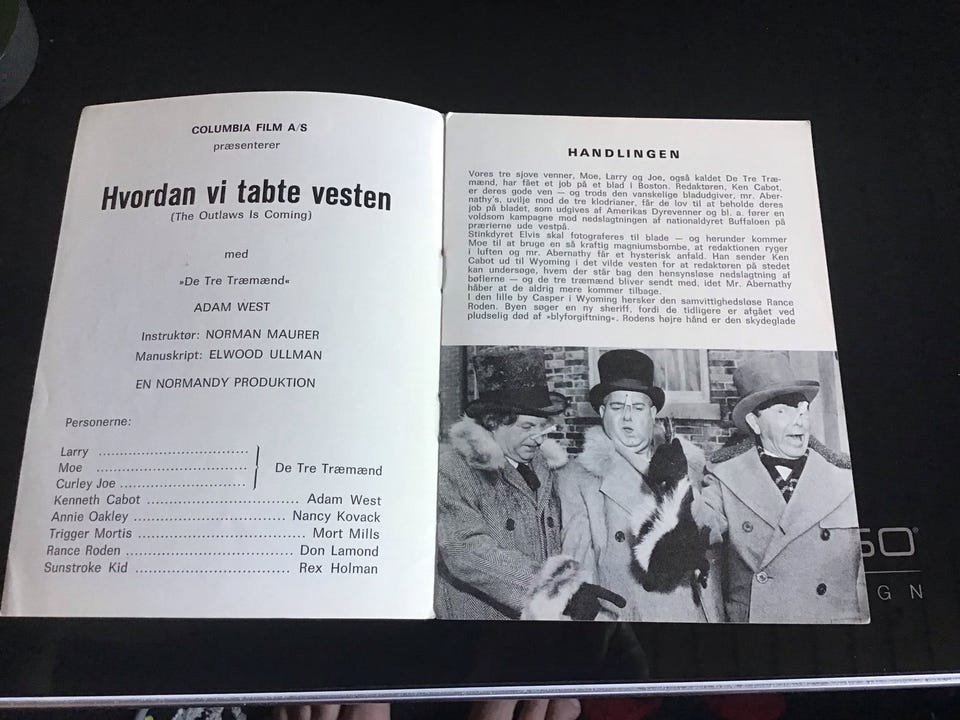 COLUMBIA FILM A/S
præsenterer
Hvordan vi tabte vesten
(The Outlaws Is Coming)
med
»De Tre Træmænd«
ADAM WEST
Instruktør: NORMAN MAURER
Manuskript: ELWOOD ULLMAN
EN NORMANDY PRODUKTION
Personerne:
Larry ........................................
Moe ........................................
Curley Joe ................................
De Tre Træmænd
Kenneth Cabot ........................................ Adam West
Annie Oakley ........................................ Nancy Kovack
Trigger Mortis ........................................ Mort Mills
Rance Roden ........................................ Don Lamond
Sunstroke Kid ........................................ Rex Holman
HANDLINGEN
Vores tre sjove venner, Moe, Larry og Joe, også kaldet De Tre Træ-
mænd, har fået et job på et blad i Boston. Redaktøren, Ken Cabot,
er deres gode ven — og trods den vanskelige bladudgiver, mr. Aber-
nathy's, uvilje mod de tre klodrianer, får de lov til at beholde deres
job på bladet, som udgives af Amerikas Dyrevenner og bl. a. fører en
voldsom kampagne mod nedslagtningen af nationaldyret Buffaloen på
prærierne ude vestpå.
Stinkdyret Elvis skal fotograferes til blade — og herunder kommer
Moe til at bruge en så kraftig magniumsbombe, at redaktionen ryger
i luften og mr. Abernathy får et hysterisk anfald. Han sender Ken
Cabot ud til Wyoming i det vilde vesten for at redaktøren på stedet
kan undersøge, hvem der står bag den hensynsløse nedslagtning af
bøflerne — og de tre træmænd bliver sendt med, idet Mr. Abernathy
håber at de aldrig mere kommer tilbage.
I den lille by Casper i Wyoming hersker den samvittighedsløse Rance
Roden. Byen søger en ny sheriff, fordi de tidligere er afgået ved
pludselig død af »blyforgiftning«. Rodens højre hånd er den skydeglade